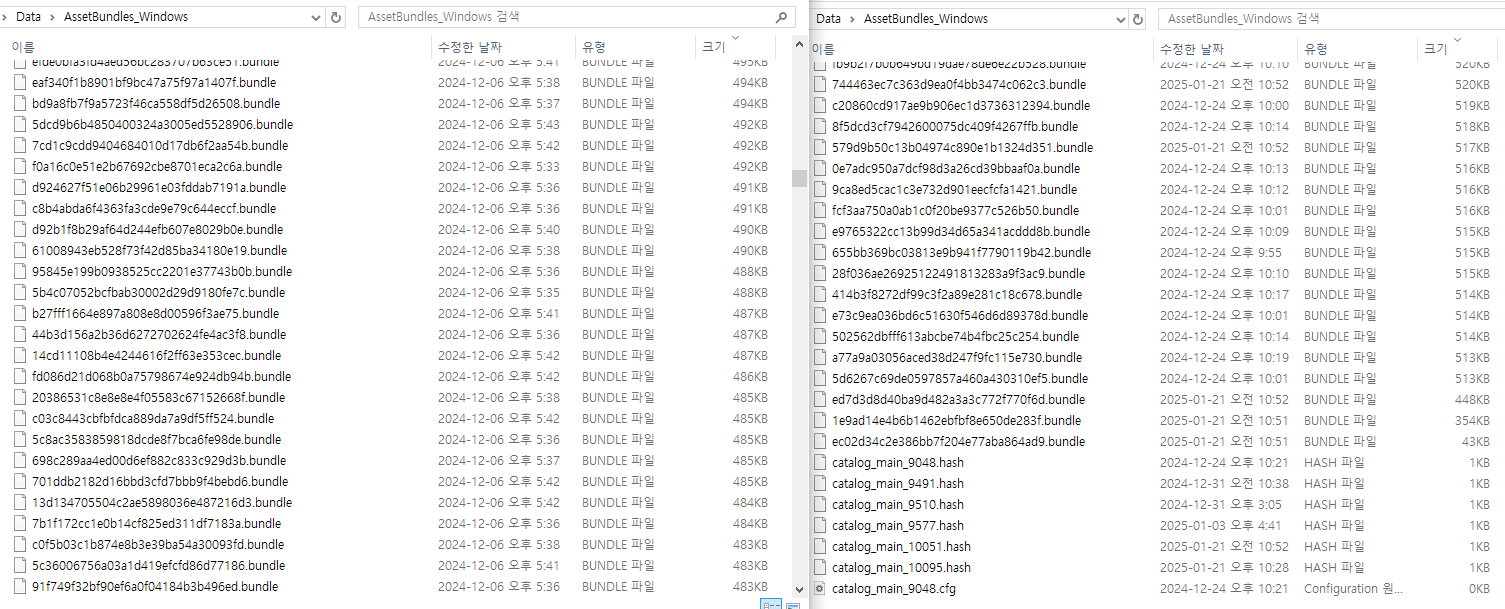 Data > AssetBundles_Windows
AssetBundles_Windows 검색
이름 수정한 날짜 유형 크기
efde0bfa3fd4aed56bc283707b63ce51.bundle 2024-12-06 오후 5:41 BUNDLE 파일 495KB
eaf340f1b8901bf9bc47a75f97a1407f.bundle 2024-12-06 오후 5:38 BUNDLE 파일 494KB
bd9a8fb7f9a5723f46ca558df5d26508.bundle 2024-12-06 오후 5:37 BUNDLE 파일 494KB
5dcd9b6b4850400324a3005ed5528906.bundle 2024-12-06 오후 5:43 BUNDLE 파일 492KB
7cd1c9cdd9404684010d17db6f2aa54b.bundle 2024-12-06 오후 5:42 BUNDLE 파일 492KB
f0a16c0e51e2b67692cbe8701eca2c6a.bundle 2024-12-06 오후 5:33 BUNDLE 파일 492KB
d924627f51e06b29961e03fddab7191a.bundle 2024-12-06 오후 5:36 BUNDLE 파일 491KB
c8b4abda6f4363fa3cde9e79c644eccf.bundle 2024-12-06 오후 5:36 BUNDLE 파일 491KB
d92b1f8b29af64d244efb607e8029b0e.bundle 2024-12-06 오후 5:40 BUNDLE 파일 490KB
61008943eb528f73f42d85ba34180e19.bundle 2024-12-06 오후 5:38 BUNDLE 파일 490KB
95845e199b0938525cc2201e37743b0b.bundle 2024-12-06 오후 5:36 BUNDLE 파일 488KB
5b4c07052bcfbab30002d29d9180fe7c.bundle 2024-12-06 오후 5:35 BUNDLE 파일 488KB
b27fff1664e897a808e8d00596f3ae75.bundle 2024-12-06 오후 5:41 BUNDLE 파일 487KB
44b3d156a2b36d6272702624fe4ac3f8.bundle 2024-12-06 오후 5:36 BUNDLE 파일 487KB
14cd11108b4e4244616f2ff63e353cec.bundle 2024-12-06 오후 5:42 BUNDLE 파일 487KB
fd086d21d068b0a75798674e924db94b.bundle 2024-12-06 오후 5:42 BUNDLE 파일 486KB
20386531c8e8e8e4f05583c67152668f.bundle 2024-12-06 오후 5:38 BUNDLE 파일 485KB
c03c8443cbfbfdca889da7a9df5ff524.bundle 2024-12-06 오후 5:42 BUNDLE 파일 485KB
5c8ac3583859818dcde8f7bca6fe98de.bundle 2024-12-06 오후 5:36 BUNDLE 파일 485KB
698c289aa4ed00d6ef882c833c929d3b.bundle 2024-12-06 오후 5:37 BUNDLE 파일 485KB
701ddb2182d16bbd3cfd7bbb9f4bebd6.bundle 2024-12-06 오후 5:42 BUNDLE 파일 485KB
13d134705504c2ae5898036e487216d3.bundle 2024-12-06 오후 5:42 BUNDLE 파일 484KB
7b1f172cc1e0b14cf825ed311df7183a.bundle 2024-12-06 오후 5:36 BUNDLE 파일 484KB
c0f5b03c1b874e8b3e39ba54a30093fd.bundle 2024-12-06 오후 5:38 BUNDLE 파일 483KB
5c36006756a03a1d419efcfd86d77186.bundle 2024-12-06 오후 5:41 BUNDLE 파일 483KB
91f749f32bf90ef6a0f04184b3b496ed.bundle 2024-12-06 오후 5:36 BUNDLE 파일 483KB
Data > AssetBundles_Windows
AssetBundles_Windows 검색
이름 수정한 날짜 유형 크기
2024-12-24 오후 10:10 BUNDLE 파일 520KB
744463ec7c363d9ea0f4bb3474c062c3.bundle 2025-01-21 오전 10:52 BUNDLE 파일 520KB
c20860cd917ae9b906ec1d3736312394.bundle 2024-12-24 오후 10:00 BUNDLE 파일 519KB
8f5dcd3cf7942600075dc409f4267ffb.bundle 2024-12-24 오후 10:14 BUNDLE 파일 518KB
579d9b50c13b04974c890e1b1324d351.bundle 2025-01-21 오전 10:52 BUNDLE 파일 517KB
0e7adc950a7dcf98d3a26cd39bbaaf0a.bundle 2024-12-24 오후 10:13 BUNDLE 파일 516KB
9ca8ed5cac1c3e732d901eecfcfa1421.bundle 2024-12-24 오후 10:12 BUNDLE 파일 516KB
fcf3aa750a0ab1c0f20be9377c526b50.bundle 2024-12-24 오후 10:01 BUNDLE 파일 516KB
e9765322cc13b99d34d65a341acddd8b.bundle 2024-12-24 오후 10:09 BUNDLE 파일 515KB
655bb369bc03813e9b941f7790119b42.bundle 2024-12-24 오후 9:55 BUNDLE 파일 515KB
28f036ae26925122491813283a9f3ac9.bundle 2024-12-24 오후 10:10 BUNDLE 파일 515KB
414b3f8272df99c3f2a89e281c18c678.bundle 2024-12-24 오후 10:17 BUNDLE 파일 514KB
e73c9ea036bd6c51630f546d6d89378d.bundle 2024-12-24 오후 10:01 BUNDLE 파일 514KB
502562dbfff613abcbe74b4fbc25c254.bundle 2024-12-24 오후 10:14 BUNDLE 파일 514KB
a77a9a03056aced38d247f9fc115e730.bundle 2024-12-24 오후 10:19 BUNDLE 파일 513KB
5d6267c69de0597857a460a430310ef5.bundle 2024-12-24 오후 10:01 BUNDLE 파일 513KB
ed7d3d8d40ba9d482a3a3c772f770f6d.bundle 2025-01-21 오전 10:52 BUNDLE 파일 448KB
1e9ad14e4b6b1462ebfbf8e650de283f.bundle 2025-01-21 오전 10:51 BUNDLE 파일 354KB
ec02d34c2e386bb7f204e77aba864ad9.bundle 2025-01-21 오전 10:51 BUNDLE 파일 43KB
catalog_main_9048.hash 2024-12-24 오후 10:21 HASH 파일 1KB
catalog_main_9491.hash 2024-12-31 오전 10:38 HASH 파일 1KB
catalog_main_9510.hash 2024-12-31 오후 3:05 HASH 파일 1KB
catalog_main_9577.hash 2025-01-03 오후 4:41 HASH 파일 1KB
catalog_main_10051.hash 2025-01-21 오전 10:52 HASH 파일 1KB
catalog_main_10095.hash 2025-01-21 오후 10:28 HASH 파일 1KB
catalog_main_9048.cfg 2024-12-24 오후 10:21 Configuration 원... 0KB